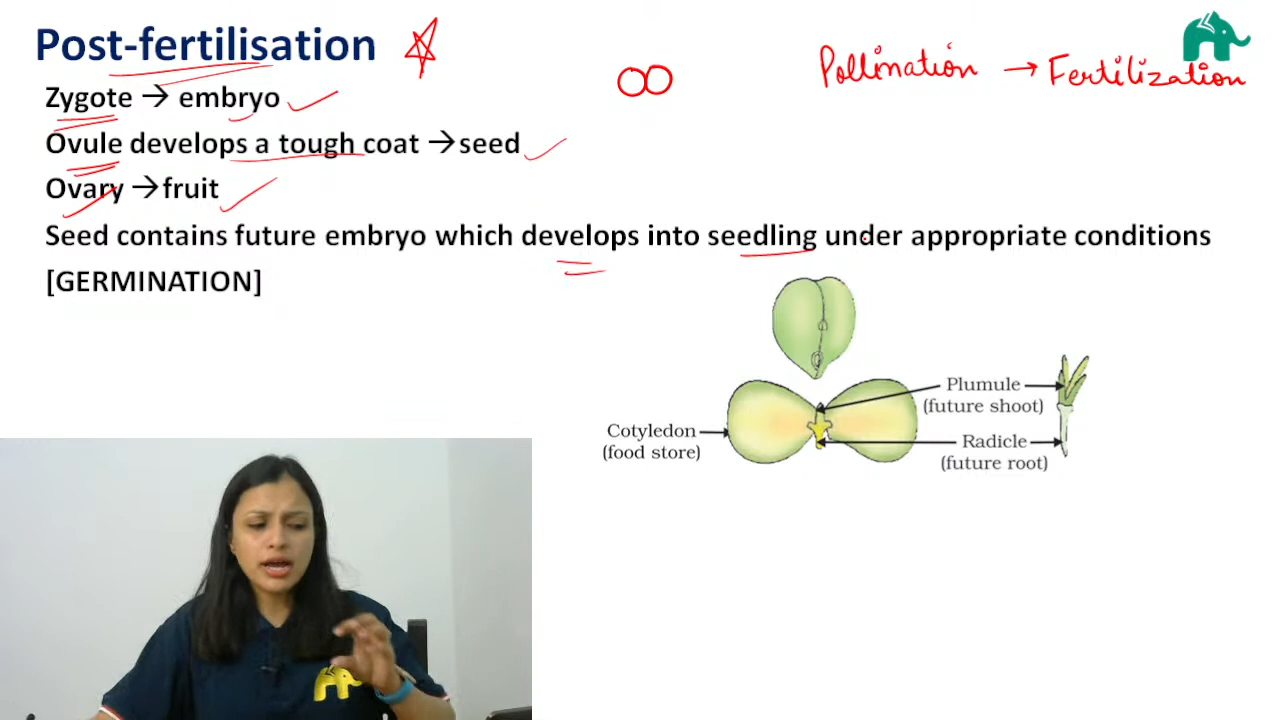 Post-fertilisation
Pollination → Fertilization
Zygote → embryo
Ovule develops a tough coat →seed
Ovary →fruit
Seed contains future embryo which develops into seedling under appropriate conditions
[GERMINATION]
Plumule
(future shoot)
Cotyledon
(food store)
Radicle
(future root)